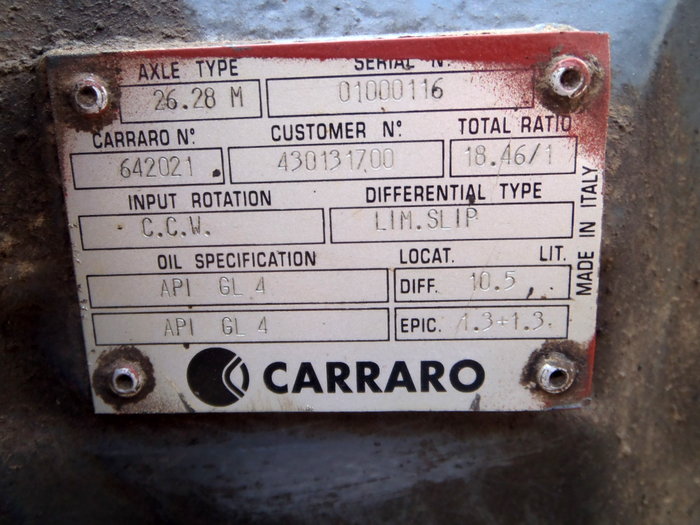 AXLE TYPE SERIAL N.
26.28 M 01000116
CARRARO N° CUSTOMER N° TOTAL RATIO
642021 430131700 18.46/1
INPUT ROTATION DIFFERENTIAL TYPE
C.C.W. LIM.SLIP
OIL SPECIFICATION LOCAT. LIT.
API GL 4 DIFF. 10.5
API GL 4 EPIC. 1.3+1.3
MADE IN ITALY
CARRARO